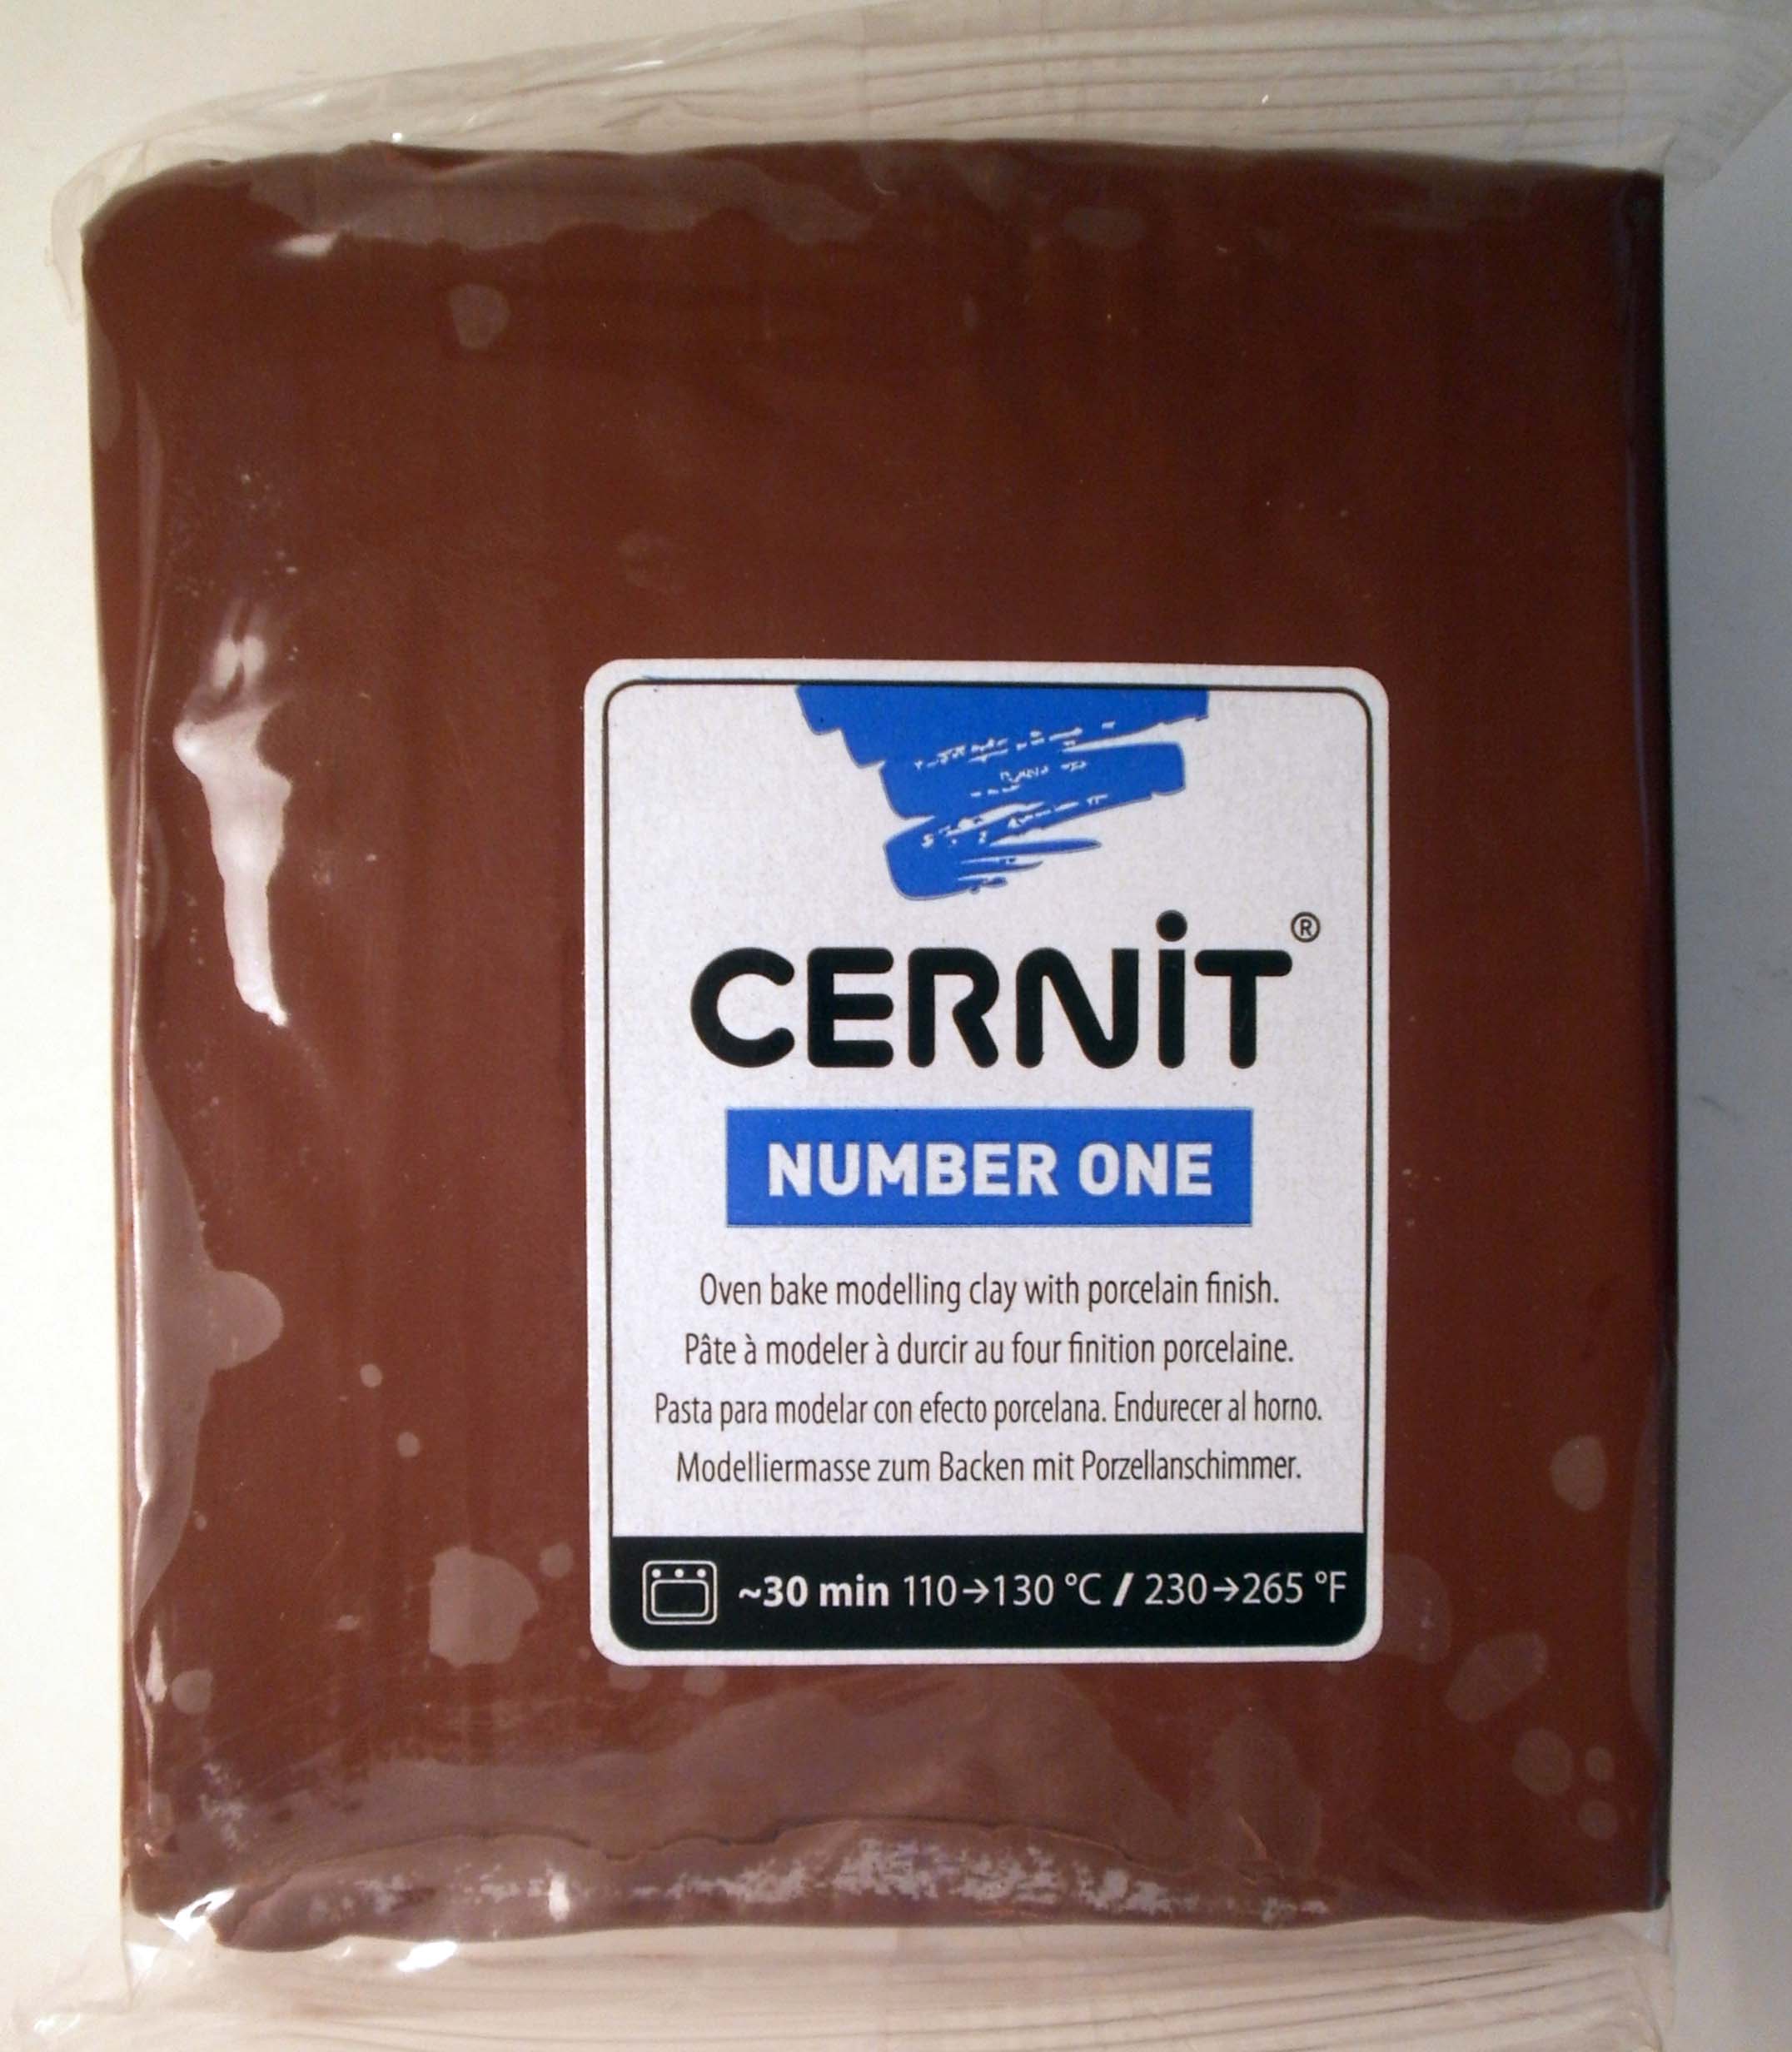 CERNiT®
NUMBER ONE
Oven bake modelling clay with porcelain finish.
Pâte à modeler à durcir au four finition porcelaine.
Pasta para modelar con efecto porcelana. Endurecer al horno.
Modelliermasse zum Backen mit Porzellanschimmer.
~30 min 110→130 °C / 230→265 °F